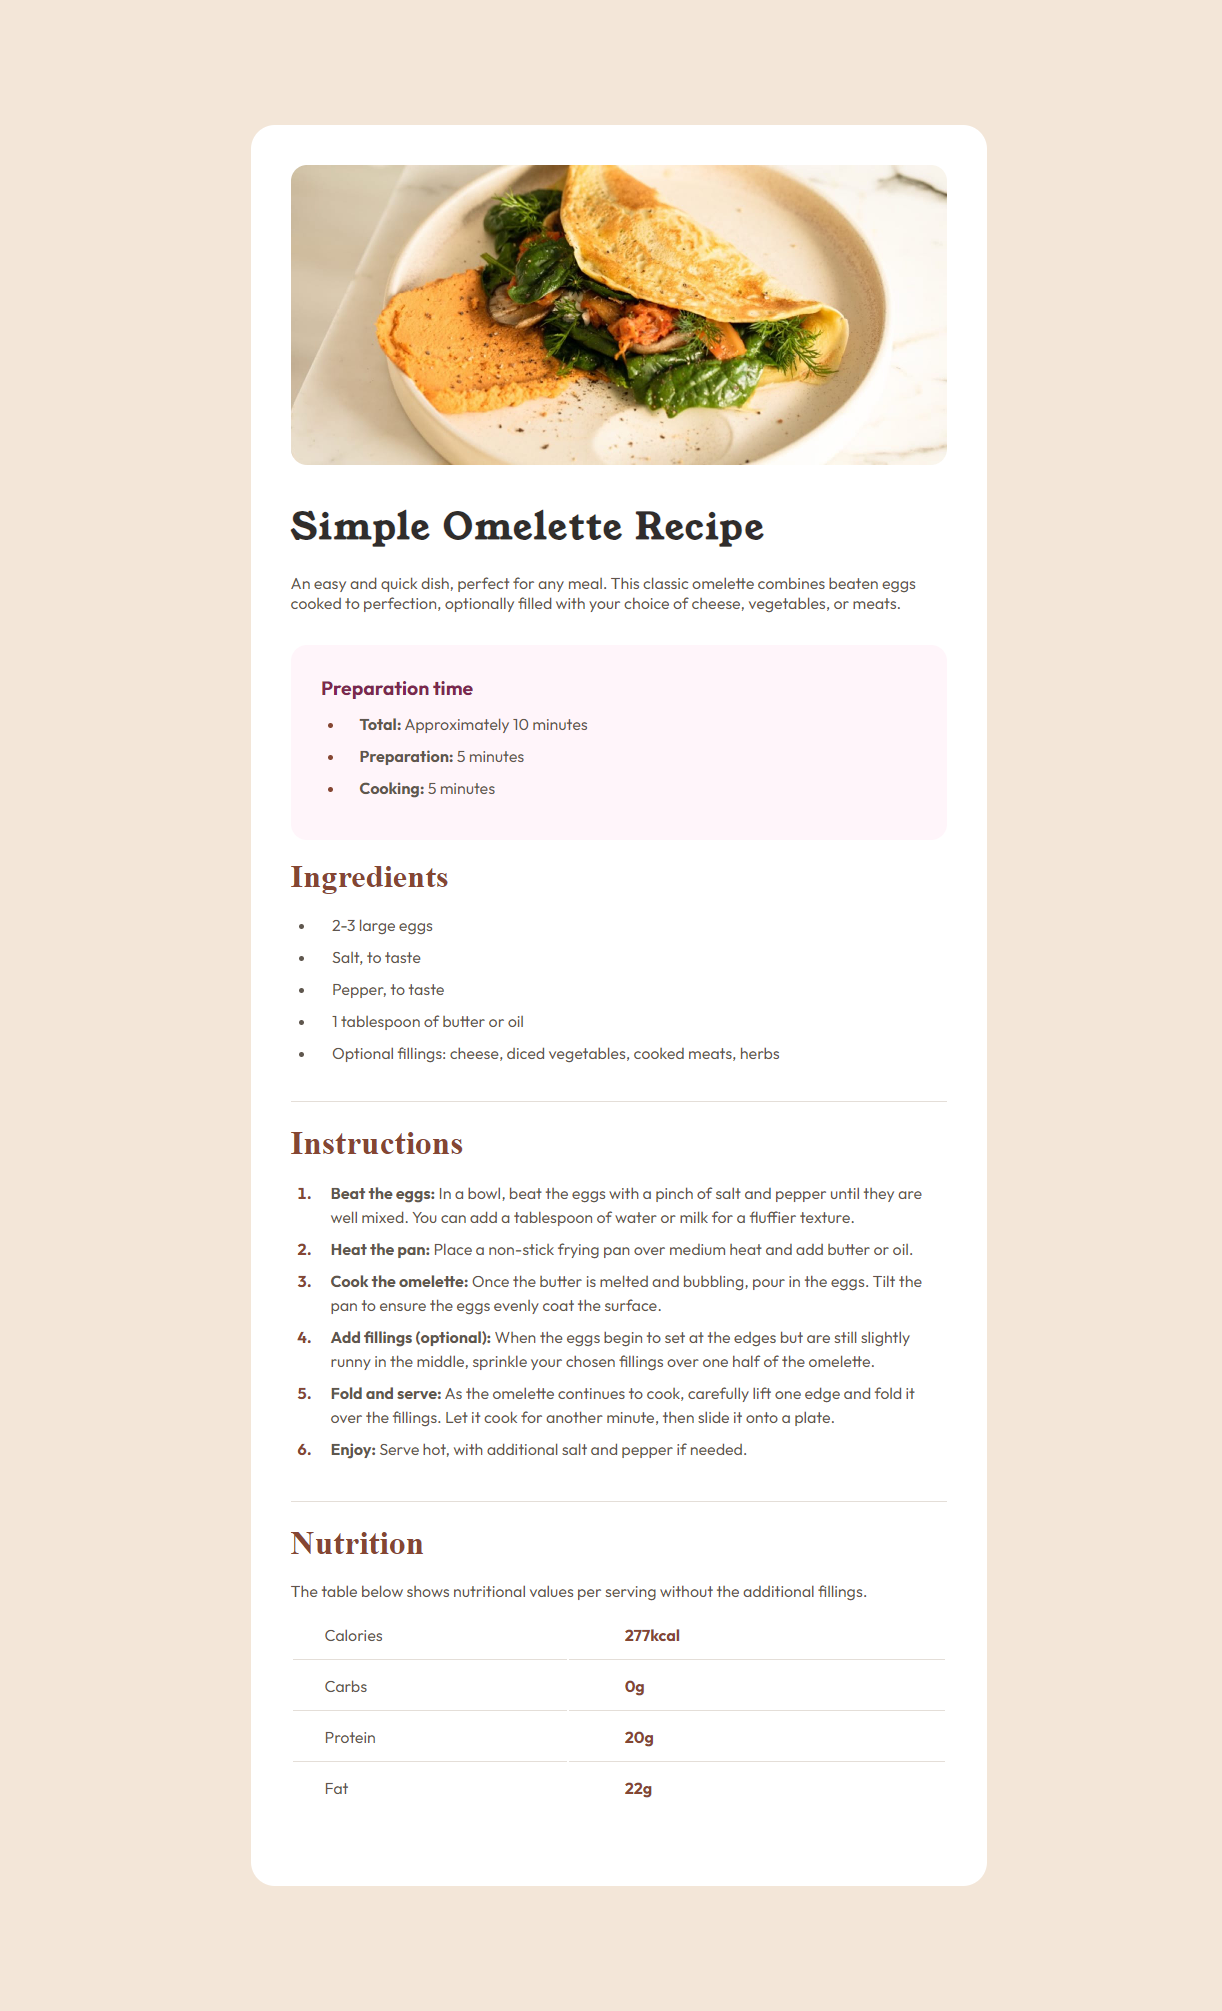 Simple Omelette Recipe
An easy and quick dish, perfect for any meal. This classic omelette combines beaten eggs
cooked to perfection, optionally filled with your choice of cheese, vegetables, or meats.
Preparation time
• Total: Approximately 10 minutes
• Preparation: 5 minutes
• Cooking: 5 minutes
Ingredients
• 2-3 large eggs
• Salt, to taste
• Pepper, to taste
• 1 tablespoon of butter or oil
• Optional fillings: cheese, diced vegetables, cooked meats, herbs
Instructions
1. Beat the eggs: In a bowl, beat the eggs with a pinch of salt and pepper until they are
well mixed. You can add a tablespoon of water or milk for a fluffier texture.
2. Heat the pan: Place a non-stick frying pan over medium heat and add butter or oil.
3. Cook the omelette: Once the butter is melted and bubbling, pour in the eggs. Tilt the
pan to ensure the eggs evenly coat the surface.
4. Add fillings (optional): When the eggs begin to set at the edges but are still slightly
runny in the middle, sprinkle your chosen fillings over one half of the omelette.
5. Fold and serve: As the omelette continues to cook, carefully lift one edge and fold it
over the fillings. Let it cook for another minute, then slide it onto a plate.
6. Enjoy: Serve hot, with additional salt and pepper if needed.
Nutrition
The table below shows nutritional values per serving without the additional fillings.
Calories 277kcal
Carbs 0g
Protein 20g
Fat 22g